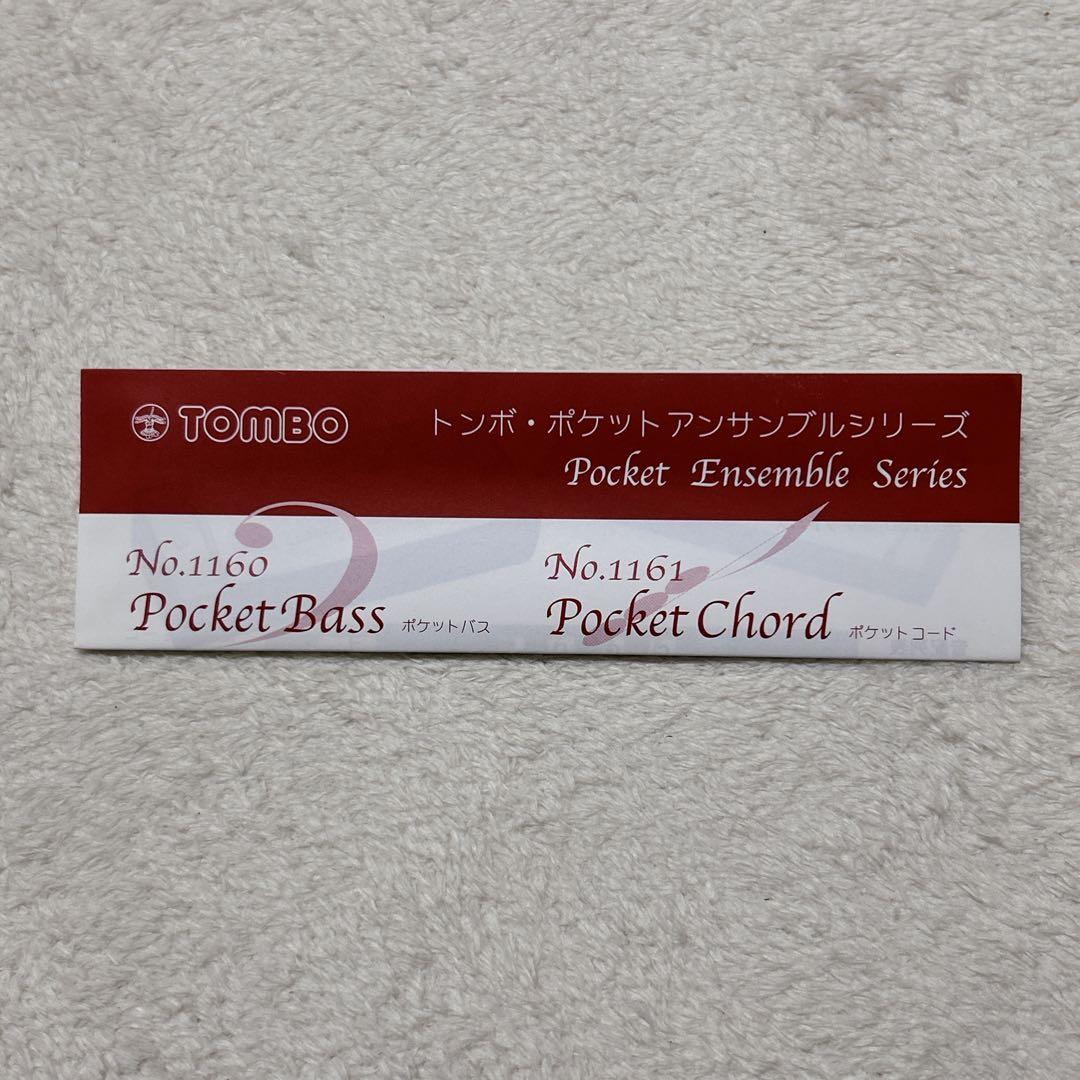 TOMBO
トンボ・ポケットアンサンブルシリーズ
Pocket Ensemble Series
No.1160
Pocket Bass ポケットバス
No.1161
Pocket Chord ポケットコード